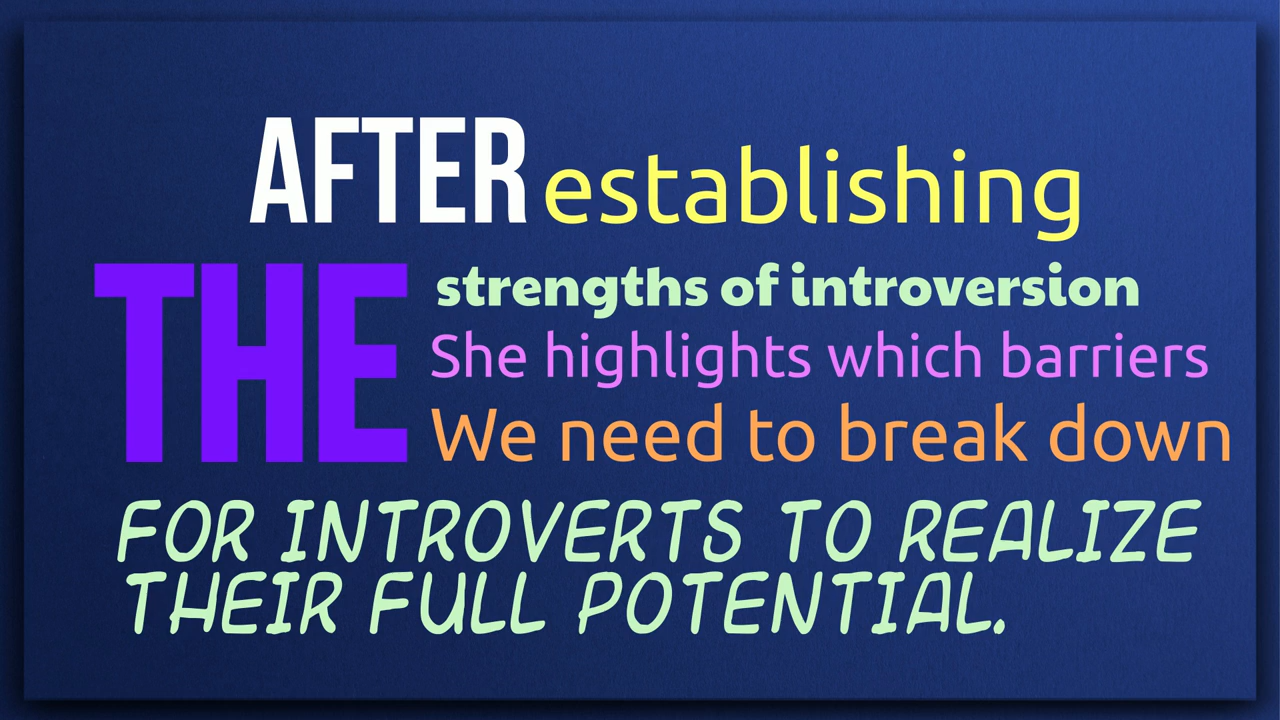 AFTER establishing
THE strengths of introversion
She highlights which barriers
We need to break down
FOR INTROVERTS TO REALIZE
THEIR FULL POTENTIAL.